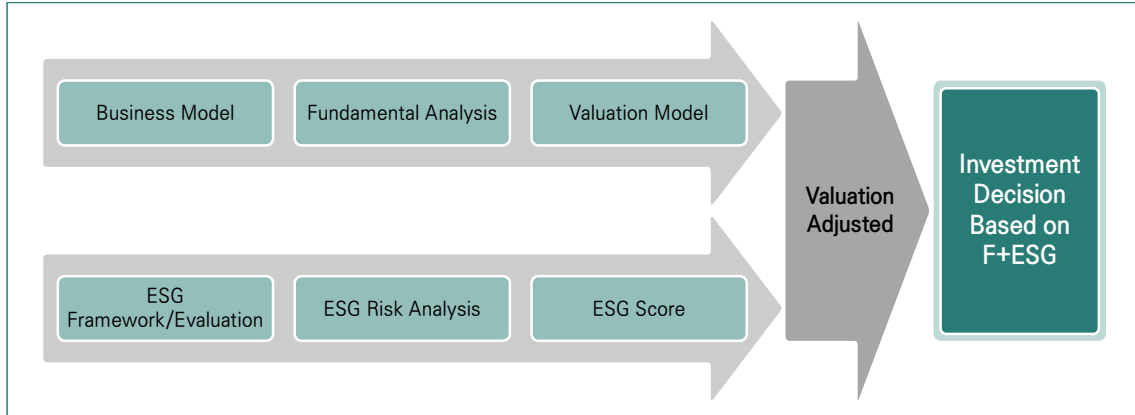 Business Model
Fundamental Analysis
Valuation Model
ESG
Framework/Evaluation
ESG Risk Analysis
ESG Score
Valuation
Adjusted
Investment
Decision
Based on
F+ESG